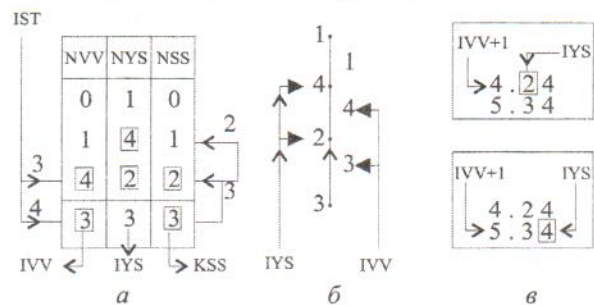 IST
NVV NYS NSS
0 1 0
1 4 1
4 2 2
3 3 3
2
3
3
4
IVV IYS KSS
а
1
1
4
4
2
3
3
IYS IVV
б
IVV+1 IYS
4 . 2 4
5 . 3 4
IVV+1 IYS
4 . 2 4
5 . 3 4
в